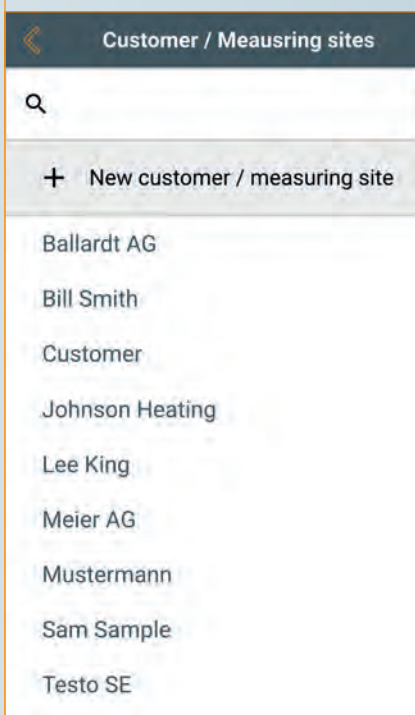 Customer / Meausring sites
New customer / measuring site
Ballardt AG
Bill Smith
Customer
Johnson Heating
Lee King
Meier AG
Mustermann
Sam Sample
Testo SE